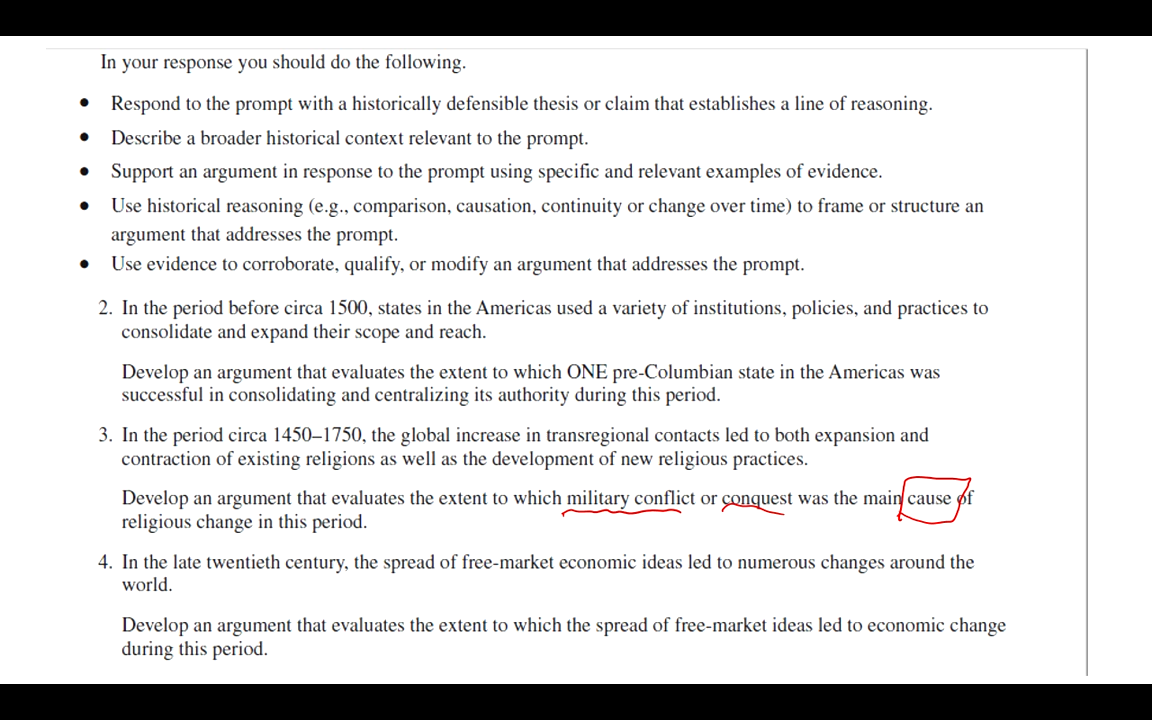 In your response you should do the following.
● Respond to the prompt with a historically defensible thesis or claim that establishes a line of reasoning.
● Describe a broader historical context relevant to the prompt.
● Support an argument in response to the prompt using specific and relevant examples of evidence.
● Use historical reasoning (e.g., comparison, causation, continuity or change over time) to frame or structure an
argument that addresses the prompt.
● Use evidence to corroborate, qualify, or modify an argument that addresses the prompt.
2. In the period before circa 1500, states in the Americas used a variety of institutions, policies, and practices to
consolidate and expand their scope and reach.
Develop an argument that evaluates the extent to which ONE pre-Columbian state in the Americas was
successful in consolidating and centralizing its authority during this period.
3. In the period circa 1450–1750, the global increase in transregional contacts led to both expansion and
contraction of existing religions as well as the development of new religious practices.
Develop an argument that evaluates the extent to which military conflict or conquest was the main cause of
religious change in this period.
4. In the late twentieth century, the spread of free-market economic ideas led to numerous changes around the
world.
Develop an argument that evaluates the extent to which the spread of free-market ideas led to economic change
during this period.